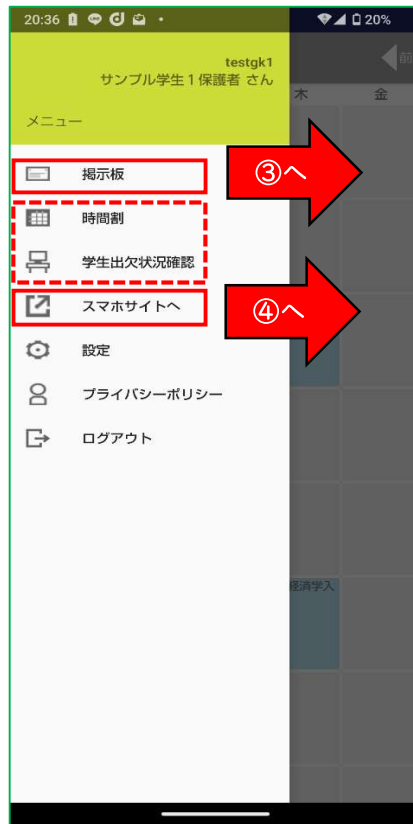 20:36 20%
testgk1
サンプル学生1保護者 さん
メニュー
前
木 金
掲示板
③へ
時間割
学生出欠状況確認
スマホサイトへ
④へ
設定
プライバシーポリシー
ログアウト
経済学入